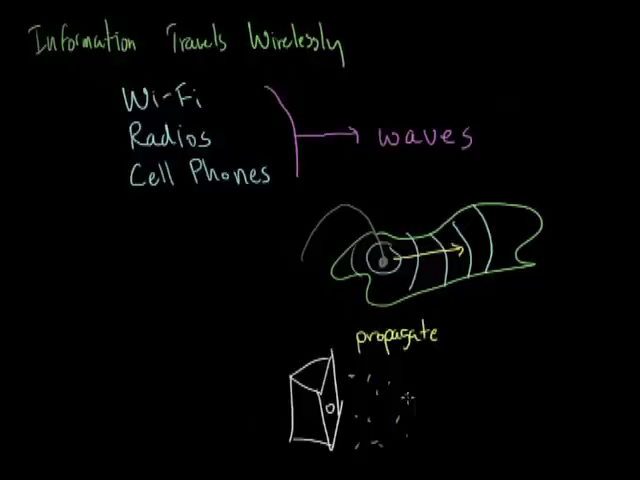 Information Travels Wirelessly
Wi-Fi
Radios
Cell Phones
waves
propagate